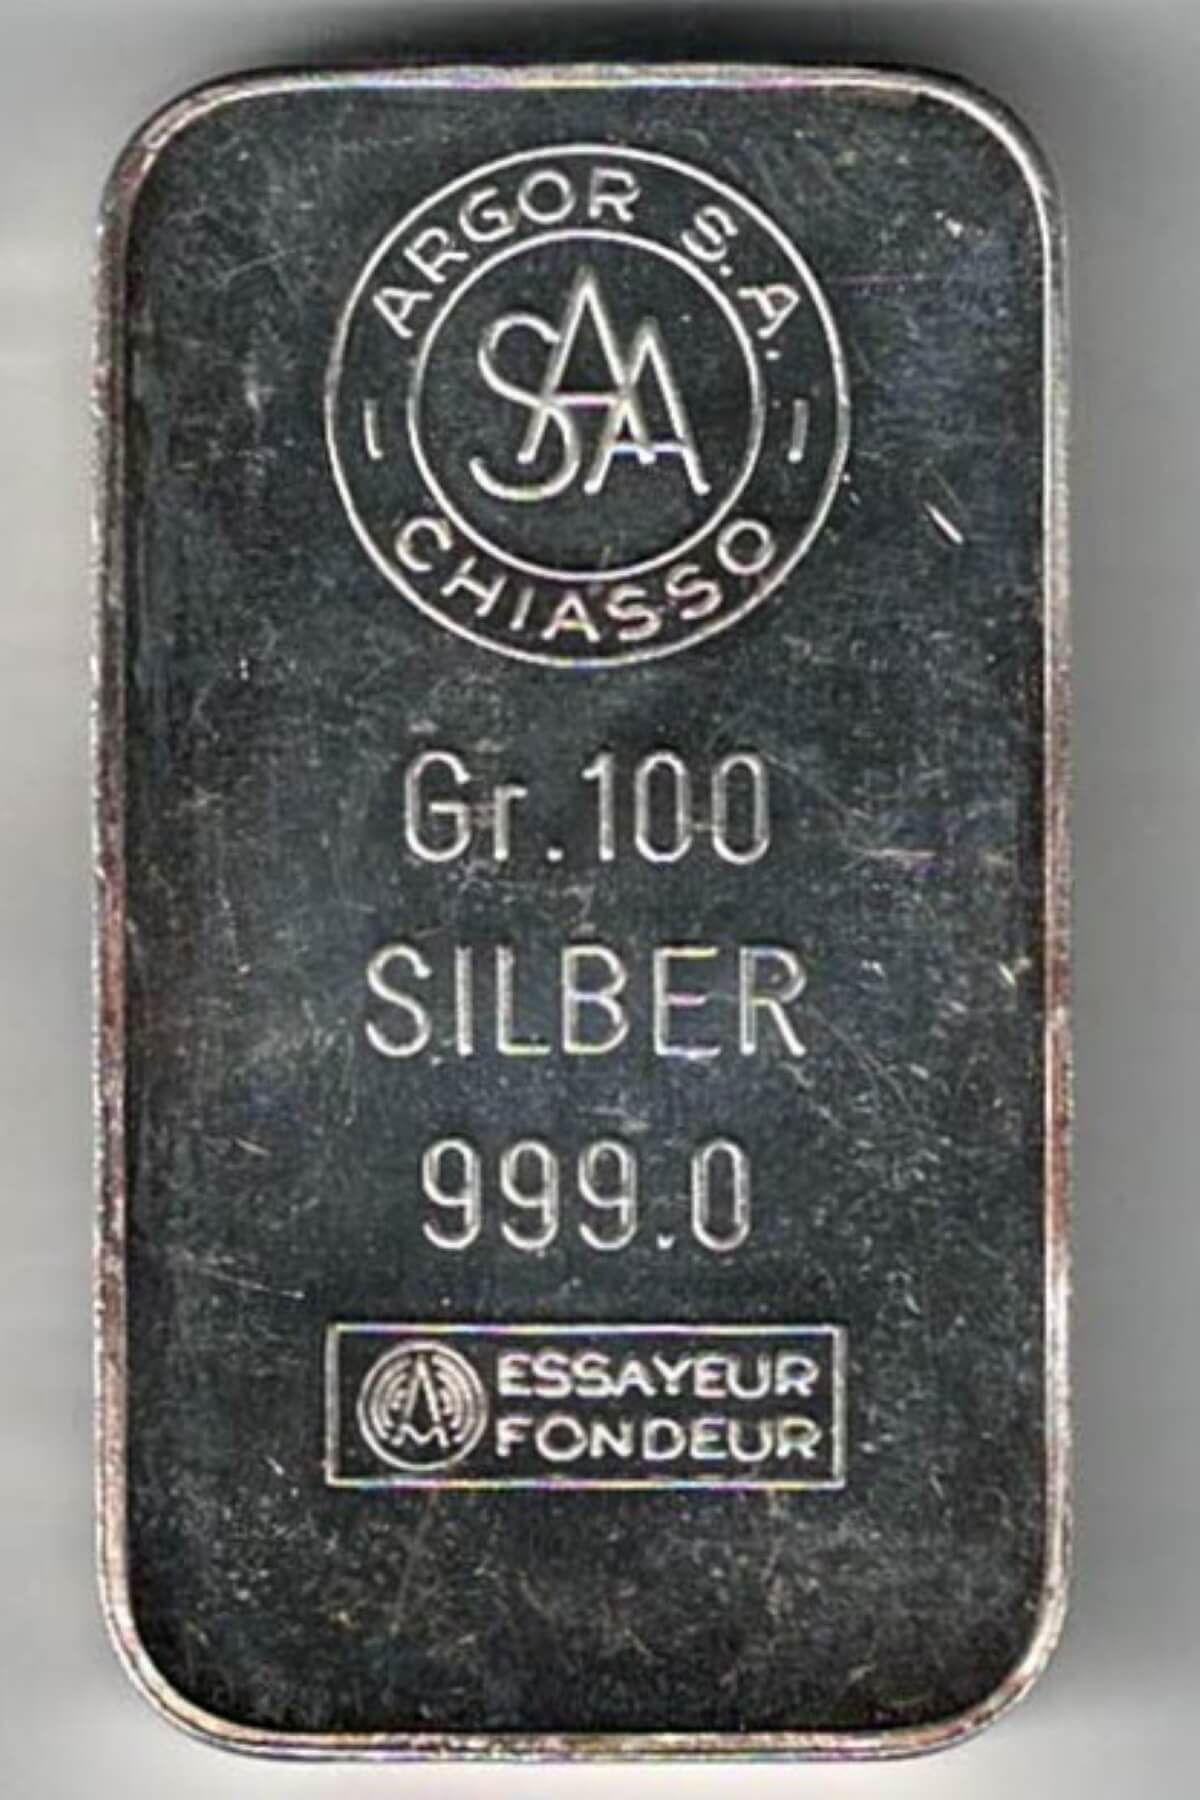 ARGOR S.A.
SAA
CHIASSO
Gr.100
SILBER
999.0
ESSAYEUR
FONDEUR